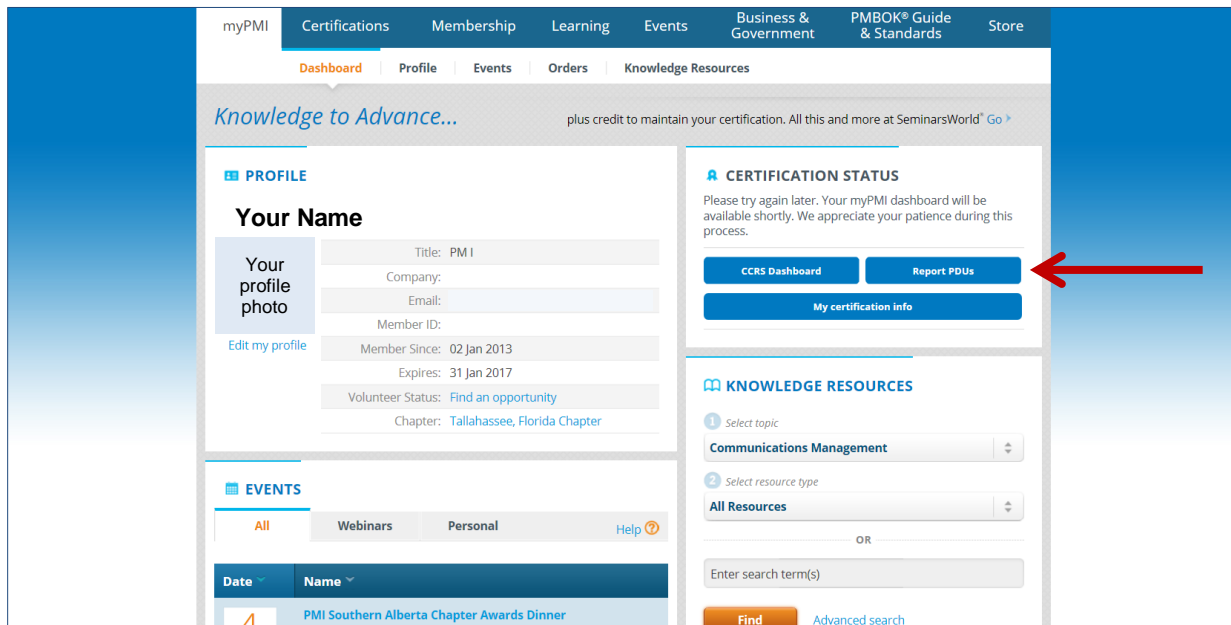 myPMI
Certifications
Membership
Learning
Events
Business &
Government
PMBOK® Guide
& Standards
Store
Dashboard
Profile
Events
Orders
Knowledge Resources
Knowledge to Advance...
plus credit to maintain your certification. All this and more at SeminarsWorld® Go
PROFILE
Your Name
Your
profile
photo
Edit my profile
Title: PM I
Company:
Email:
Member ID:
Member Since: 02 Jan 2013
Expires: 31 Jan 2017
Volunteer Status: Find an opportunity
Chapter: Tallahassee, Florida Chapter
EVENTS
All
Webinars
Personal
Help ?
Date
Name
4
PMI Southern Alberta Chapter Awards Dinner
CERTIFICATION STATUS
Please try again later. Your myPMI dashboard will be
available shortly. We appreciate your patience during this
process.
CCRS Dashboard
Report PDUs
My certification info
KNOWLEDGE RESOURCES
1 Select topic
Communications Management
2 Select resource type
All Resources
OR
Enter search term(s)
Find
Advanced search